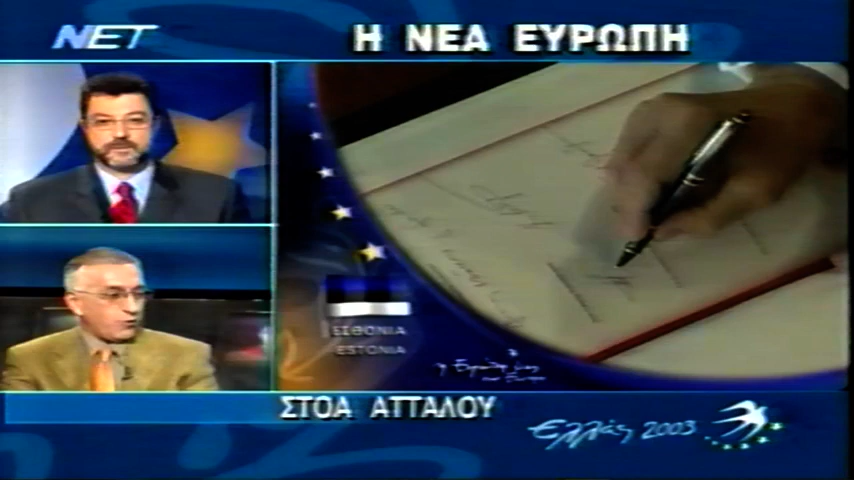 NET
Η ΝΕΑ ΕΥΡΩΠΗ
ΕΣΘΟΝΙΑ
ESTONIA
ΣΤΟΑ ΑΤΤΑΛΟΥ
Ελλάς 2003